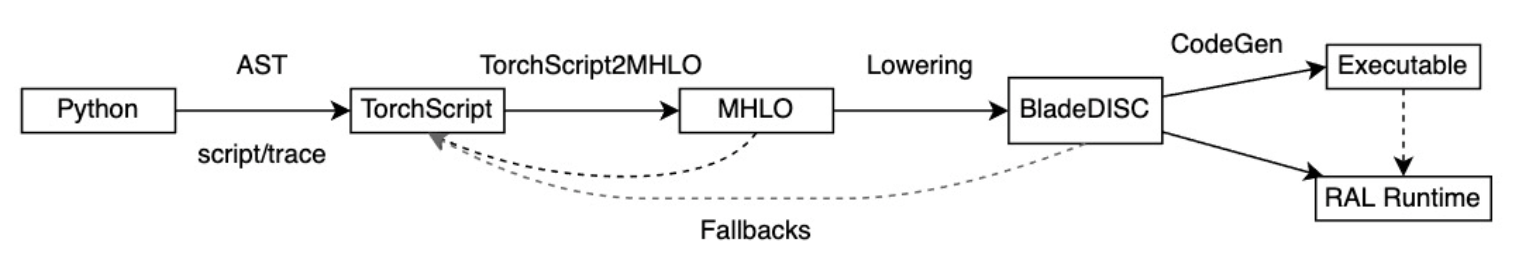 CodeGen
AST
TorchScript2MHLO
Lowering
Executable
Python
TorchScript
MHLO
BladeDISC
script/trace
RAL Runtime
Fallbacks